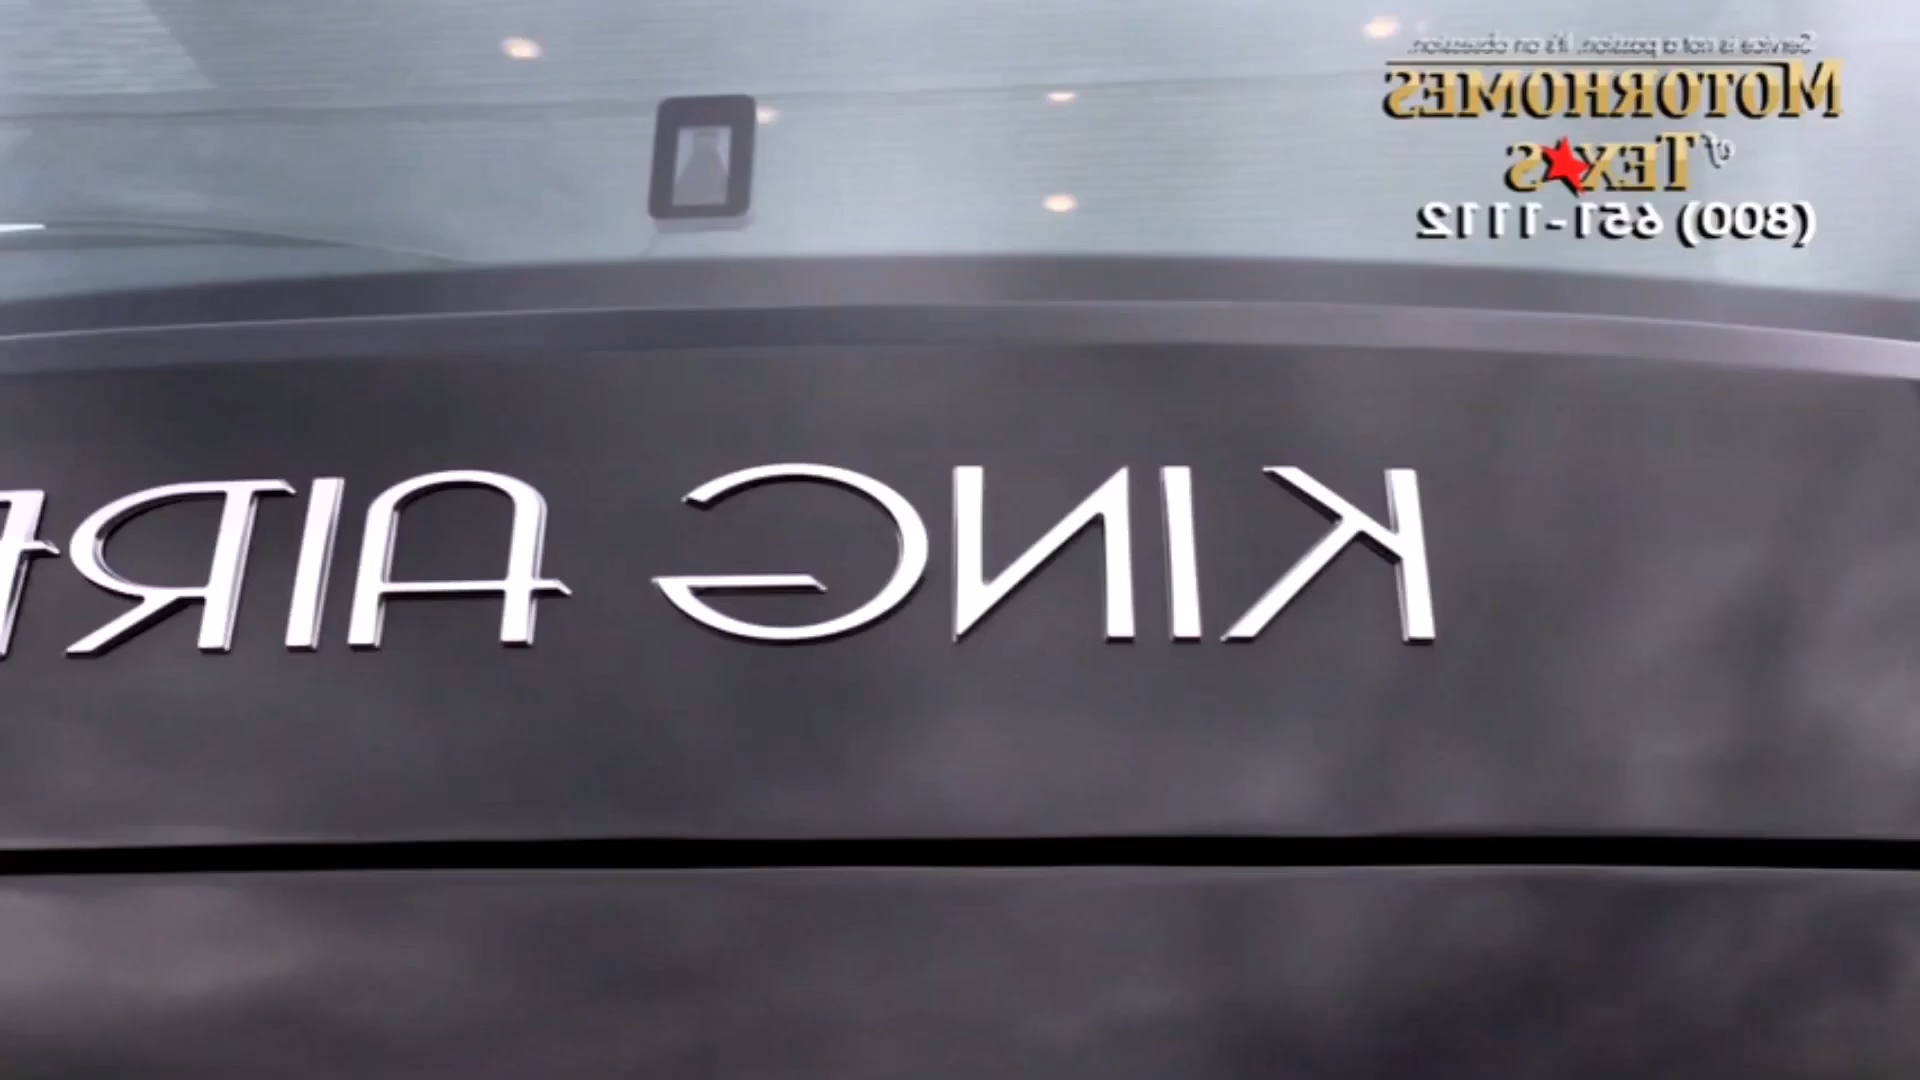 Service is not a passion. It's an obsession.
MOTORHOMES
of TEXAS
(800) 651-1112
KING AIR